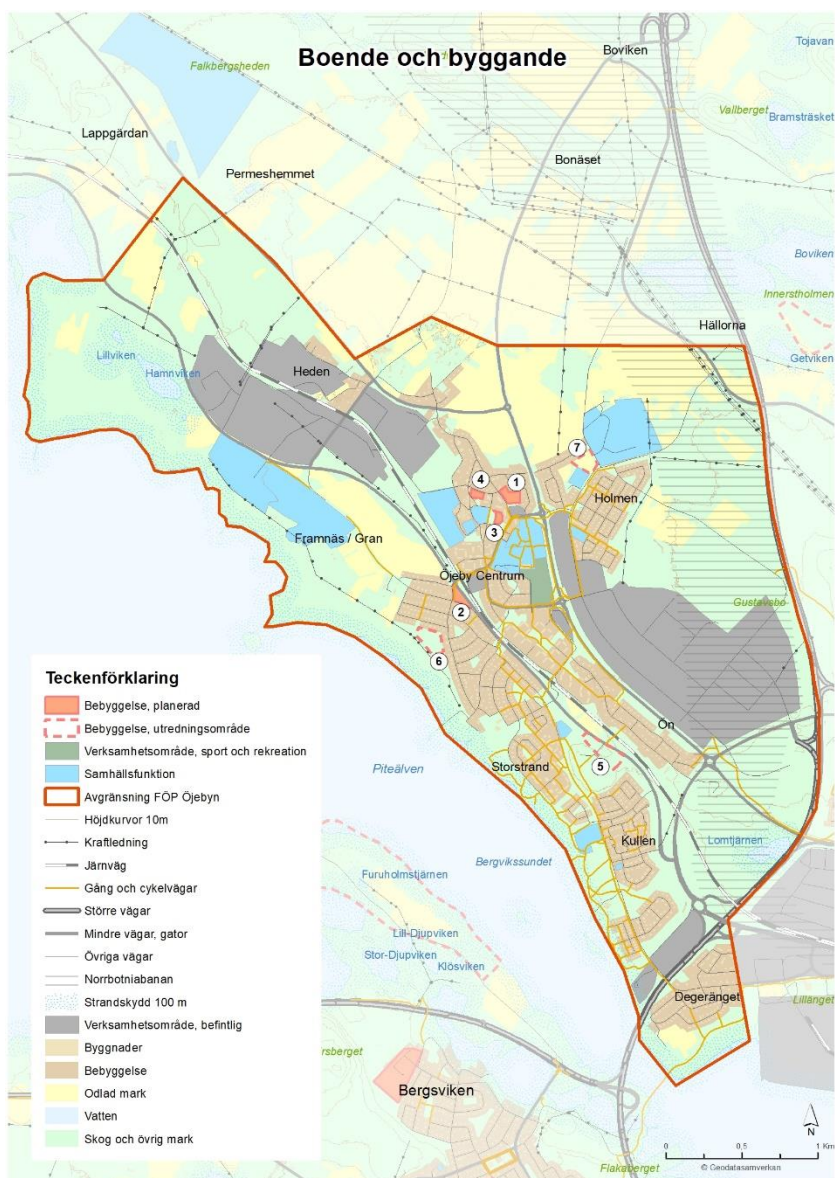 Boende och byggande
Boviken
Tojavan
Falkbergsheden
Vallberget
Bramsträsket
Lappgärdan
Bonäset
Permeshemmet
Boviken
Innerstholmen
Hällorna
Getviken
Lillviken
Hamnviken
Heden
7
4
1
Holmen
3
Framnäs / Gran
Öjeby Centrum
Gustavsbo
2
6
Teckenförklaring
Bebyggelse, planerad
Bebyggelse, utredningsområde
Verksamhetsområde, sport och rekreation
Samhällsfunktion
Avgränsning FÖP Öjebyn
Höjdkurvor 10m
Kraftledning
Järnväg
Gång och cykelvägar
Större vägar
Mindre vägar, gator
Övriga vägar
Norrbotniabanan
Strandskydd 100 m
Verksamhetsområde, befintlig
Byggnader
Bebyggelse
Odlad mark
Vatten
Skog och övrig mark
Ön
Piteälven
Storstrand
5
Kullen
Lomtjärnen
Bergvikssundet
Furuholmstjärnen
Lill-Djupviken
Stor-Djupviken
Klösviken
Degeränget
Lillänget
ersberget
Bergsviken
Flakaberget
N
0 0,5 1 Km
© Geodatasamverkan